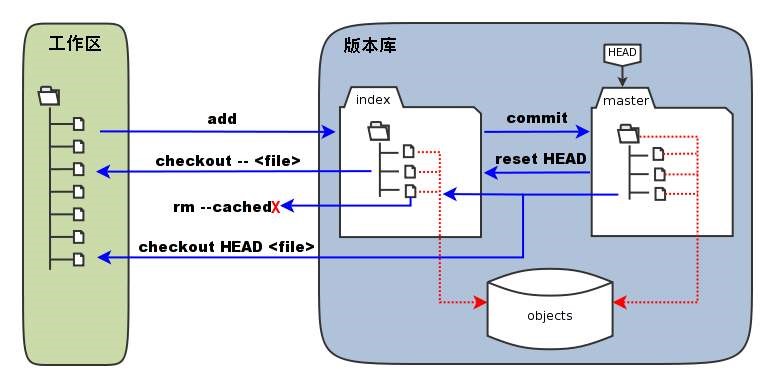 工作区
版本库
HEAD
index
master
add
commit
checkout -- <file>
reset HEAD
rm --cached X
checkout HEAD <file>
objects